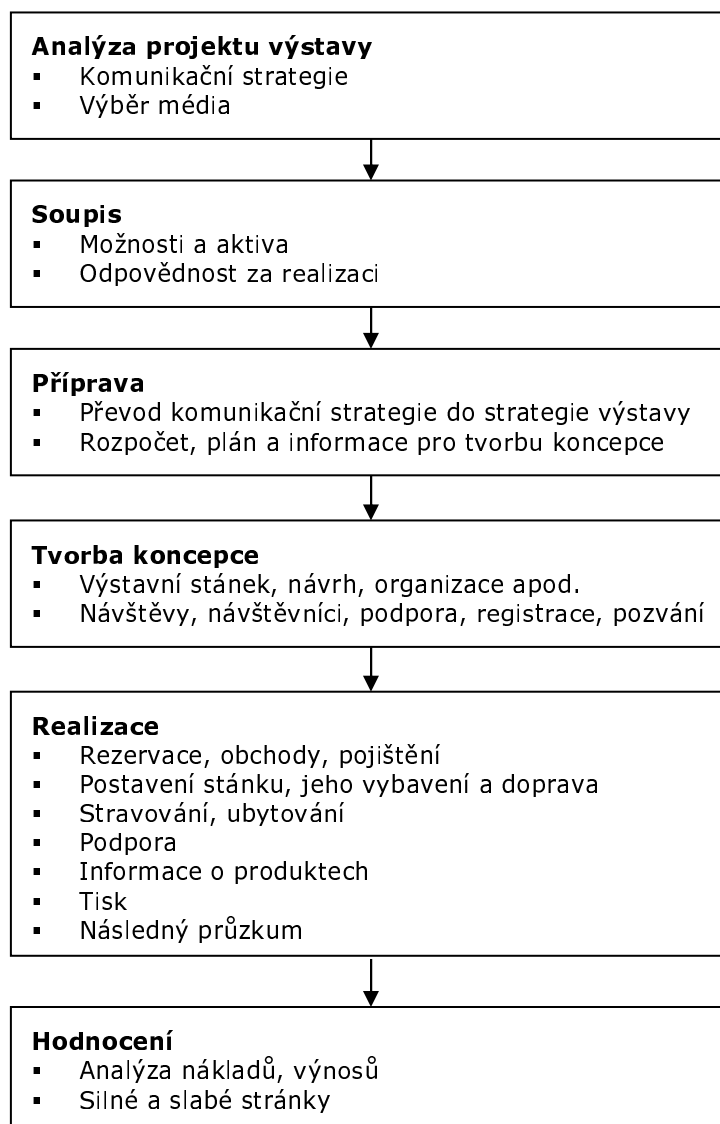 Analýza projektu výstavy
▪ Komunikační strategie
▪ Výběr média
Soupis
▪ Možnosti a aktiva
▪ Odpovědnost za realizaci
Příprava
▪ Převod komunikační strategie do strategie výstavy
▪ Rozpočet, plán a informace pro tvorbu koncepce
Tvorba koncepce
▪ Výstavní stánek, návrh, organizace apod.
▪ Návštěvy, návštěvníci, podpora, registrace, pozvání
Realizace
▪ Rezervace, obchody, pojištění
▪ Postavení stánku, jeho vybavení a doprava
▪ Stravování, ubytování
▪ Podpora
▪ Informace o produktech
▪ Tisk
▪ Následný průzkum
Hodnocení
▪ Analýza nákladů, výnosů
▪ Silné a slabé stránky